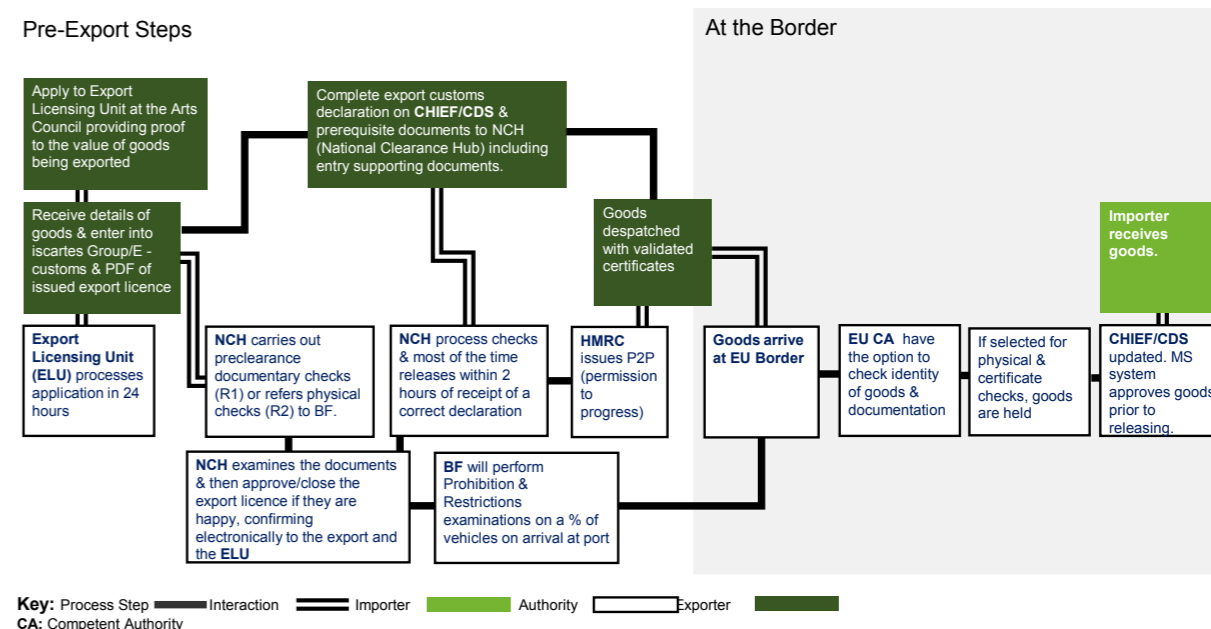 Pre-Export Steps
At the Border
Apply to Export
Licensing Unit at the Arts
Council providing proof
to the value of goods
being exported
Complete export customs
declaration on CHIEF/CDS &
prerequisite documents to NCH
(National Clearance Hub) including
entry supporting documents.
Receive details of
goods & enter into
iscartes Group/E -
customs & PDF of
issued export licence
Goods
despatched
with validated
certificates
Importer
receives
goods.
Export
Licensing Unit
(ELU) processes
application in 24
hours
NCH carries out
preclearance
documentary checks
(R1) or refers physical
checks (R2) to BF.
NCH process checks
& most of the time
releases within 2
hours of receipt of a
correct declaration
HMRC
issues P2P
(permission
to
progress)
Goods arrive
at EU Border
EU CA have
the option to
check identity
of goods &
documentation
If selected for
physical &
certificate
checks, goods
are held
CHIEF/CDS
updated. MS
system
approves goods
prior to
releasing.
NCH examines the documents
& then approve/close the
export licence if they are
happy, confirming
electronically to the export and
the ELU
BF will perform
Prohibition &
Restrictions
examinations on a % of
vehicles on arrival at port
Key: Process Step Interaction Importer Authority Exporter
CA: Competent Authority